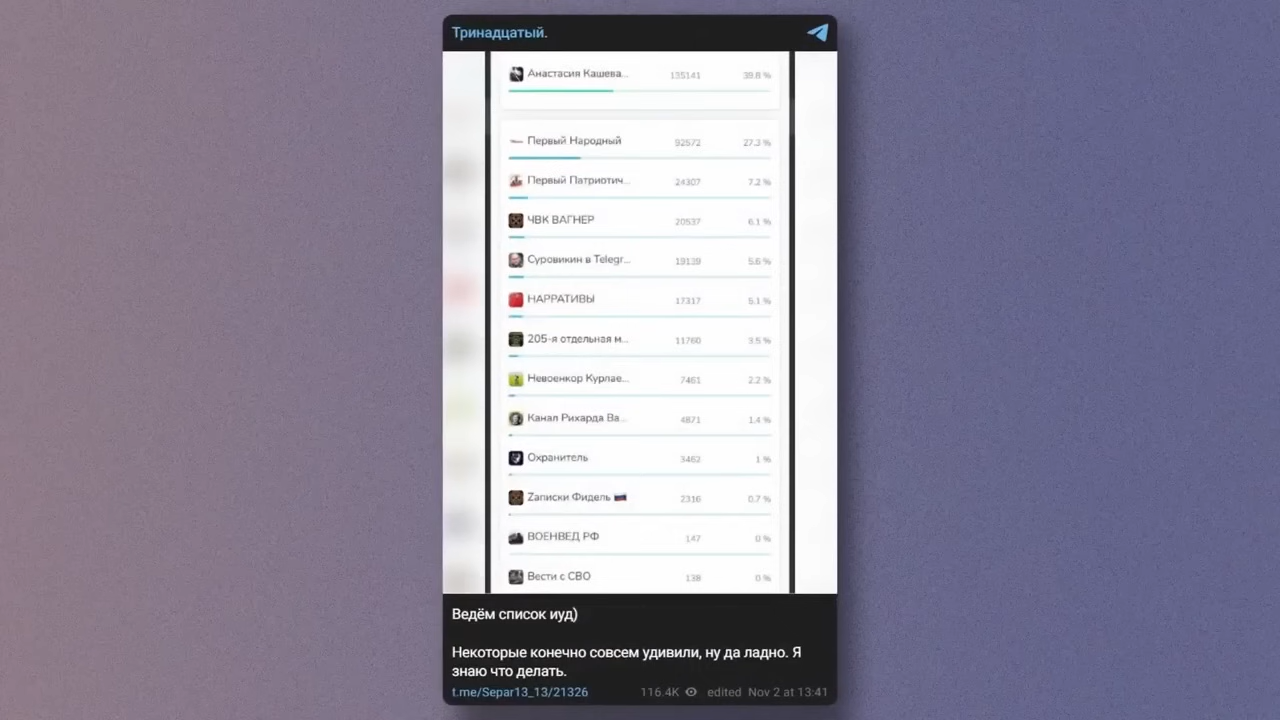 Тринадцатый.
Анастасия Кашева... 135141 39.8 %
Первый Народный 92572 27.3 %
Первый Патриотич... 24307 7.2 %
ЧВК ВАГНЕР 20537 6.1 %
Суровикин в Telegr... 19139 5.6 %
НАРРАТИВЫ 17317 5.1 %
205-я отдельная м... 11760 3.5 %
Невоенкор Курлае... 7461 2.2 %
Канал Рихарда Ва... 4871 1.4 %
Охранитель 3462 1 %
Zаписки Фидель 2316 0.7 %
ВОЕНВЕД РФ 147 0 %
Вести с СВО 138 0 %
Ведём список иуд)
Некоторые конечно совсем удивили, ну да ладно. Я
знаю что делать.
t.me/Separ13_13/21326 116.4K edited Nov 2 at 13:41